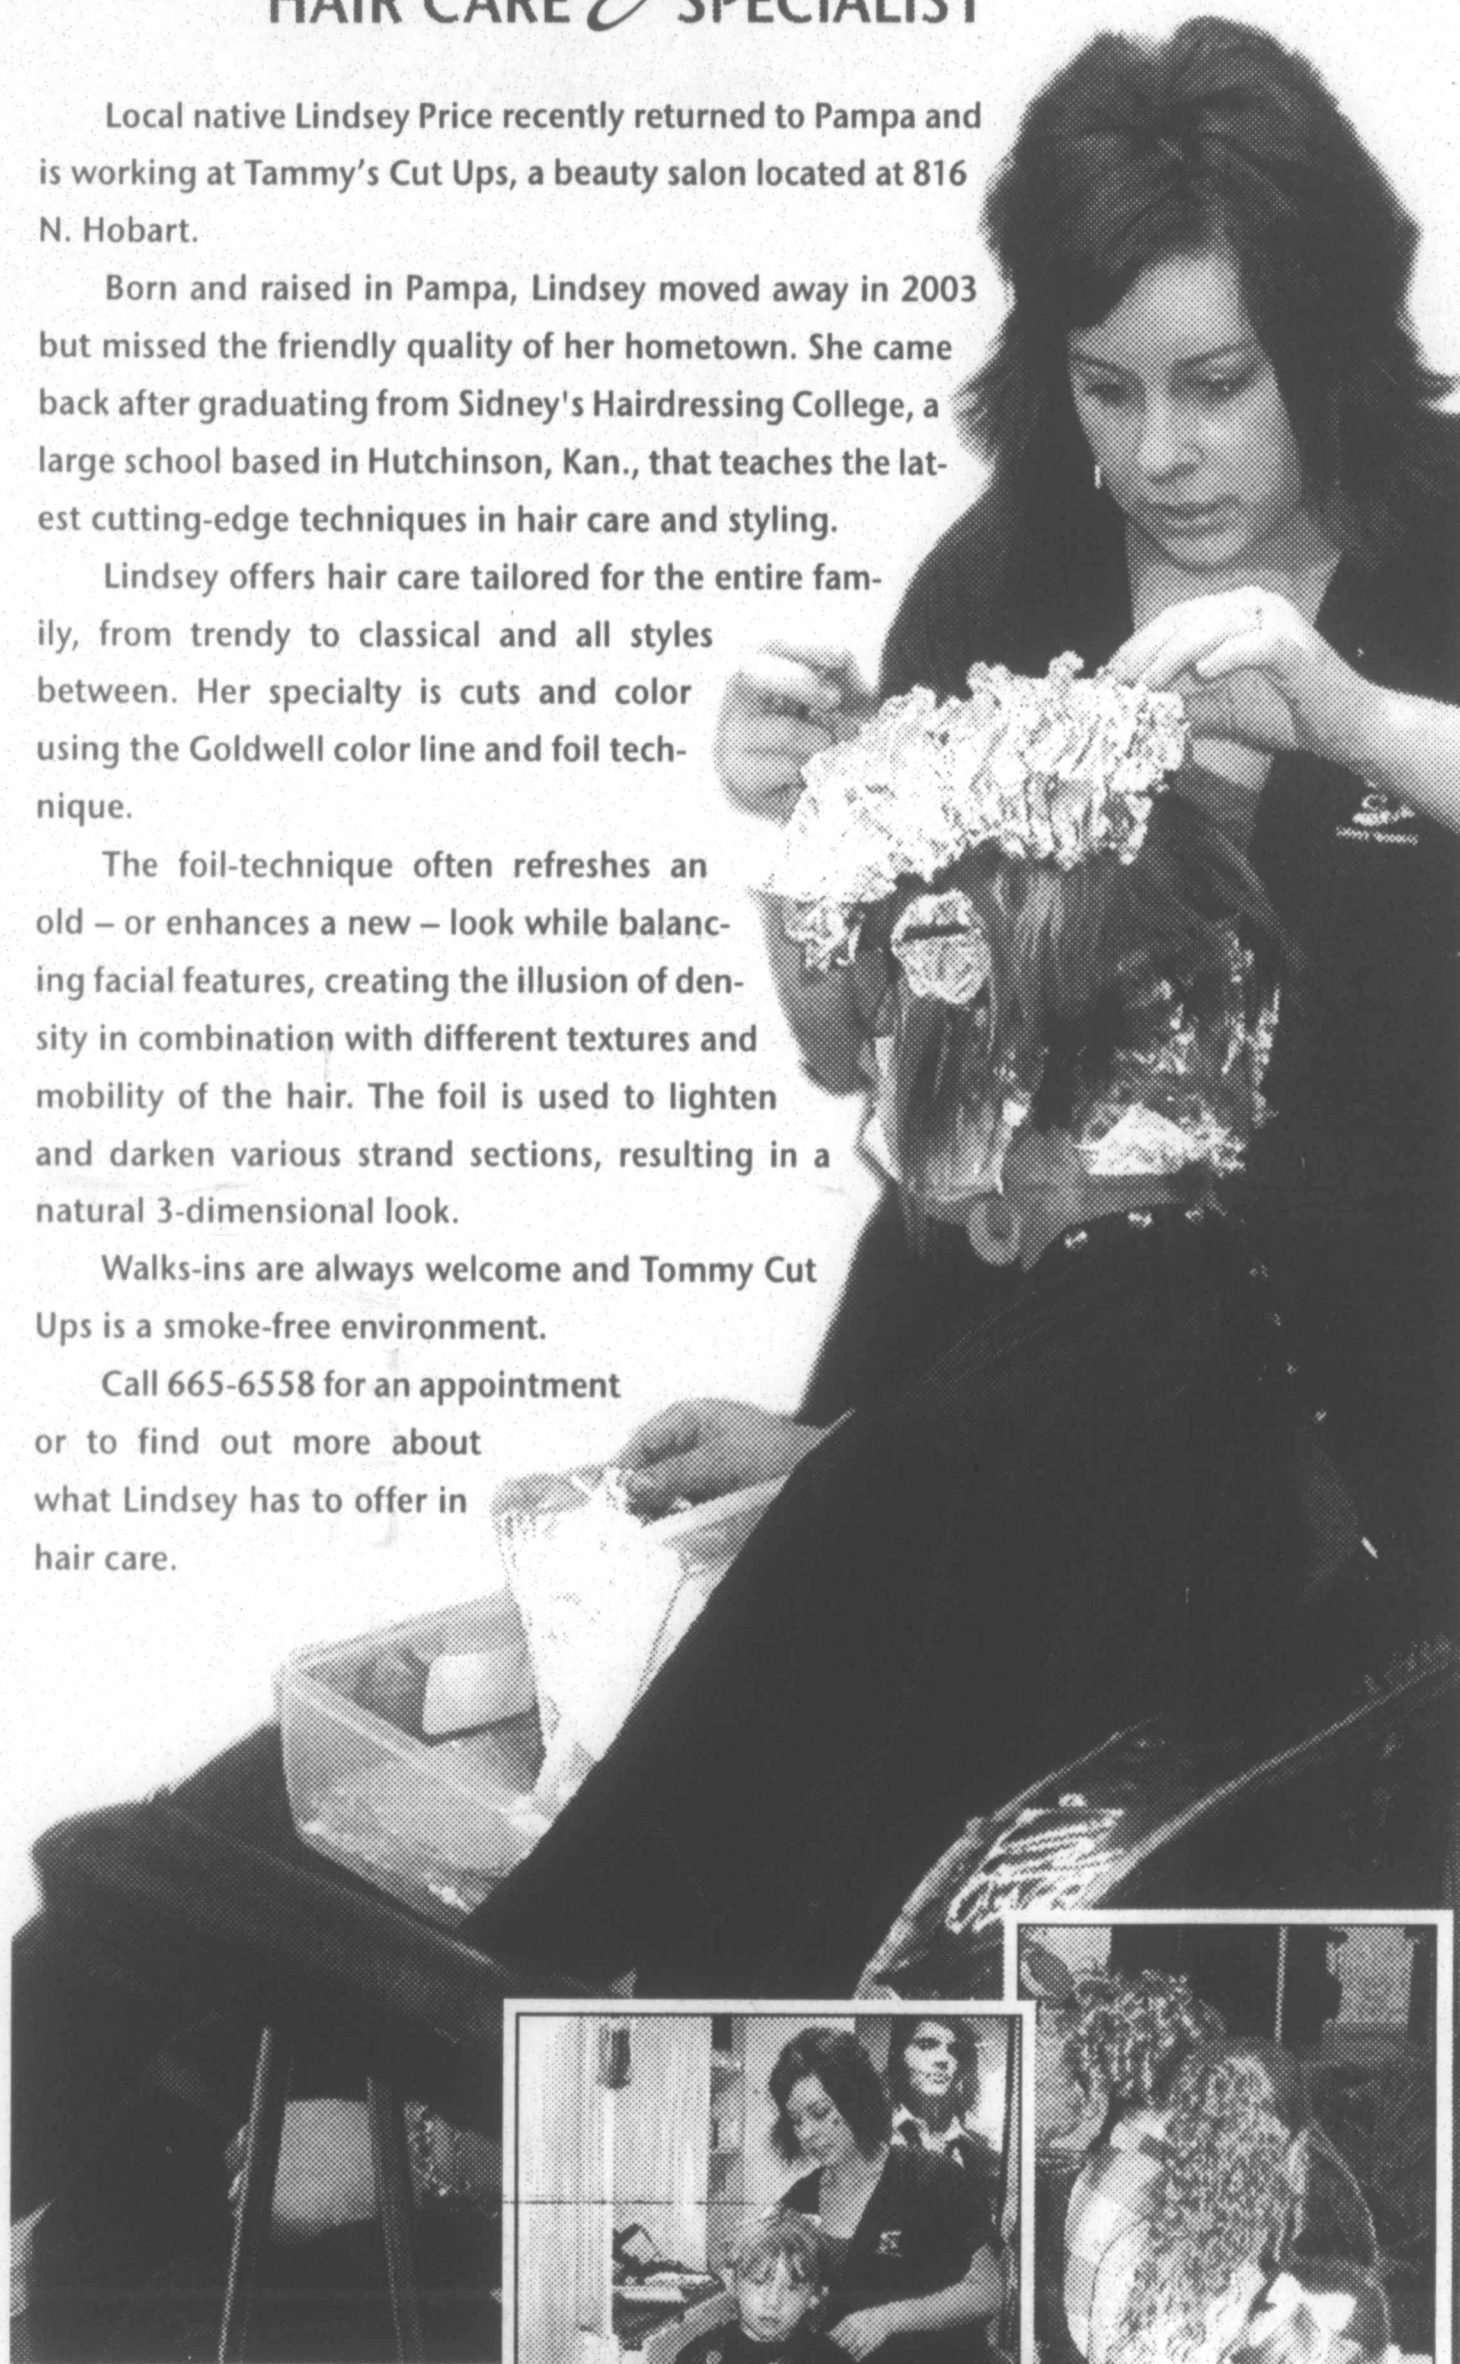 HAIR CARE & SPECIALIST
Local native Lindsey Price recently returned to Pampa and
is working at Tammy's Cut Ups, a beauty salon located at 816
N. Hobart.
Born and raised in Pampa, Lindsey moved away in 2003
but missed the friendly quality of her hometown. She came
back after graduating from Sidney's Hairdressing College, a
large school based in Hutchinson, Kan., that teaches the lat-
est cutting-edge techniques in hair care and styling.
Lindsey offers hair care tailored for the entire fam-
ily, from trendy to classical and all styles
between. Her specialty is cuts and color
using the Goldwell color line and foil tech-
nique.
The foil-technique often refreshes an
old – or enhances a new – look while balanc-
ing facial features, creating the illusion of den-
sity in combination with different textures and
mobility of the hair. The foil is used to lighten
and darken various strand sections, resulting in a
natural 3-dimensional look.
Walks-ins are always welcome and Tommy Cut
Ups is a smoke-free environment.
Call 665-6558 for an appointment
or to find out more about
what Lindsey has to offer in
hair care.